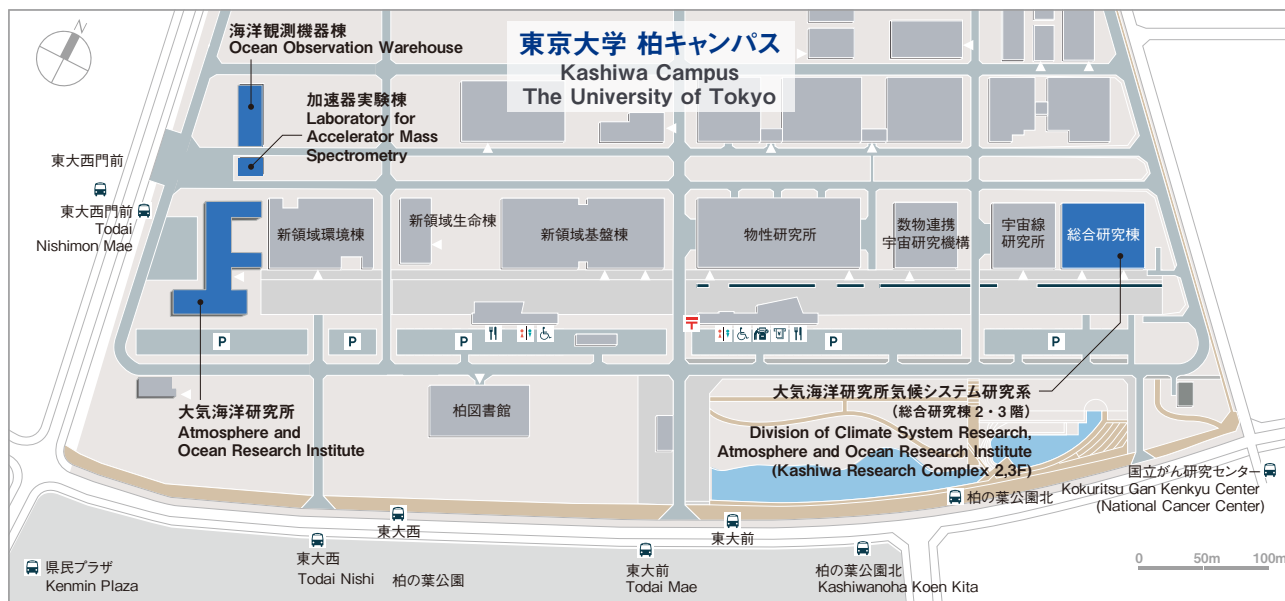 N
海洋観測機器棟
Ocean Observation Warehouse
東京大学 柏キャンパス
Kashiwa Campus
The University of Tokyo
加速器実験棟
Laboratory for
Accelerator Mass
Spectrometry
東大西門前
東大西門前
Todai
Nishimon Mae
新領域環境棟
新領域生命棟
新領域基盤棟
物性研究所
数物連携
宇宙研究機構
宇宙線
研究所
総合研究棟
〒
P
P
P
P
P
大気海洋研究所
Atmosphere and
Ocean Research Institute
柏図書館
大気海洋研究所気候システム研究系
（総合研究棟 2・3 階）
Division of Climate System Research,
Atmosphere and Ocean Research Institute
(Kashiwa Research Complex 2,3F)
国立がん研究センター
Kokuritsu Gan Kenkyu Center
(National Cancer Center)
柏の葉公園北
東大西
東大前
東大西
Todai Nishi
柏の葉公園
東大前
Todai Mae
柏の葉公園北
Kashiwanoha Koen Kita
県民プラザ
Kenmin Plaza
0 50m 100m